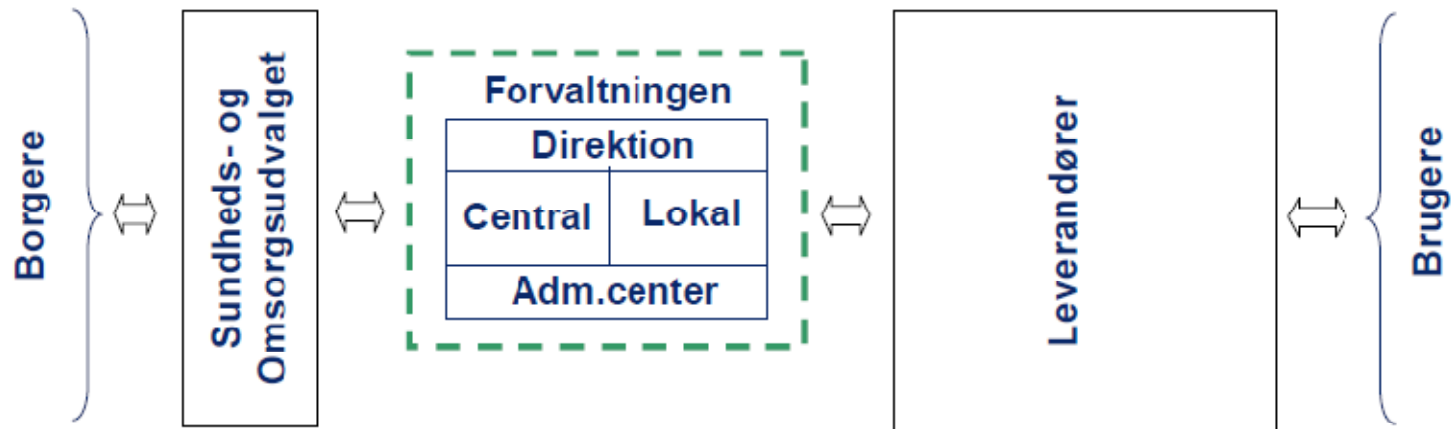 Borgere
Sundheds- og
Omsorgsudvalget
Forvaltningen
Direktion
Central
Lokal
Adm.center
Leverandører
Brugere